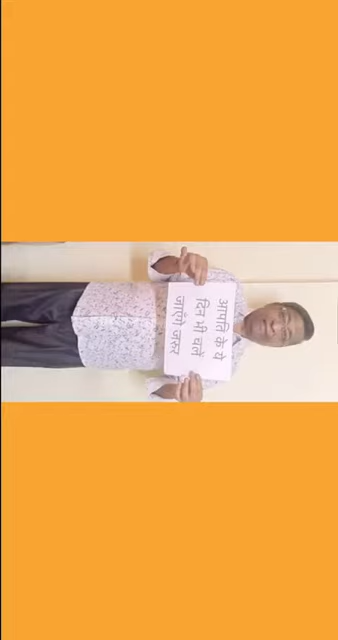 आपत्ति के ये
दिन भी चले
जाएंगे जरूर